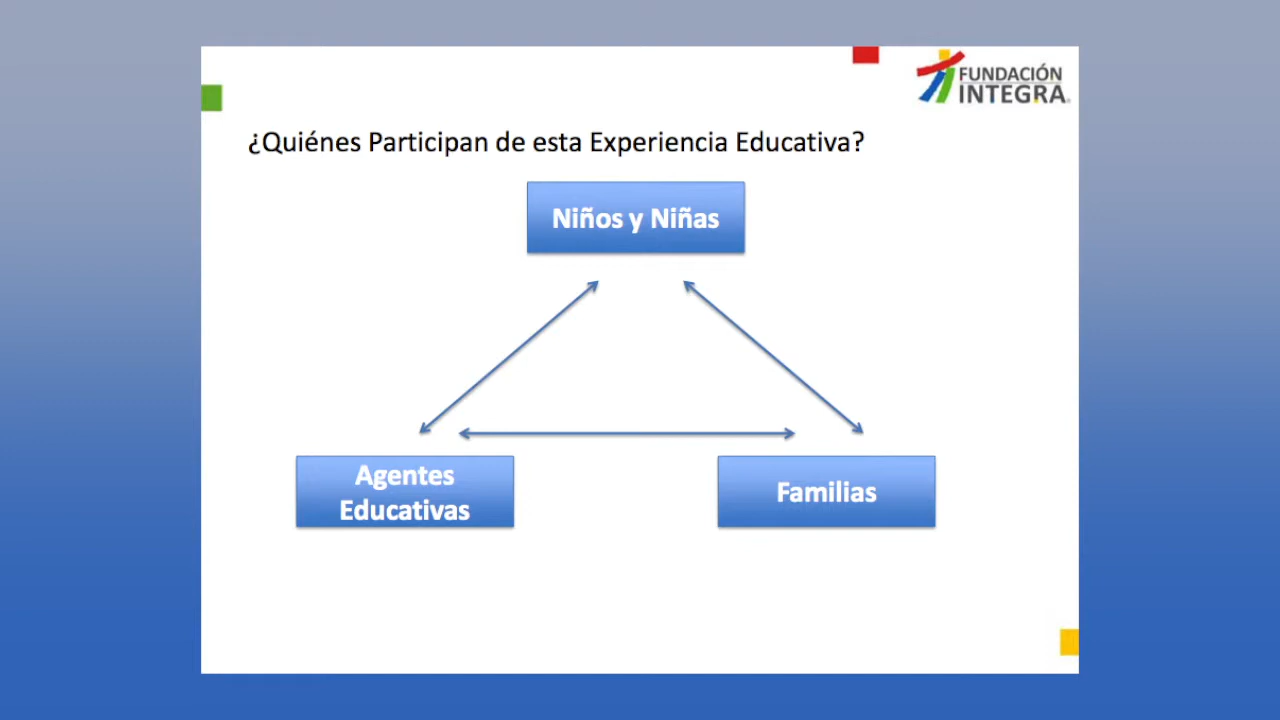 FUNDACIÓN
INTEGRA
¿Quiénes Participan de esta Experiencia Educativa?
Niños y Niñas
Agentes
Educativas
Familias